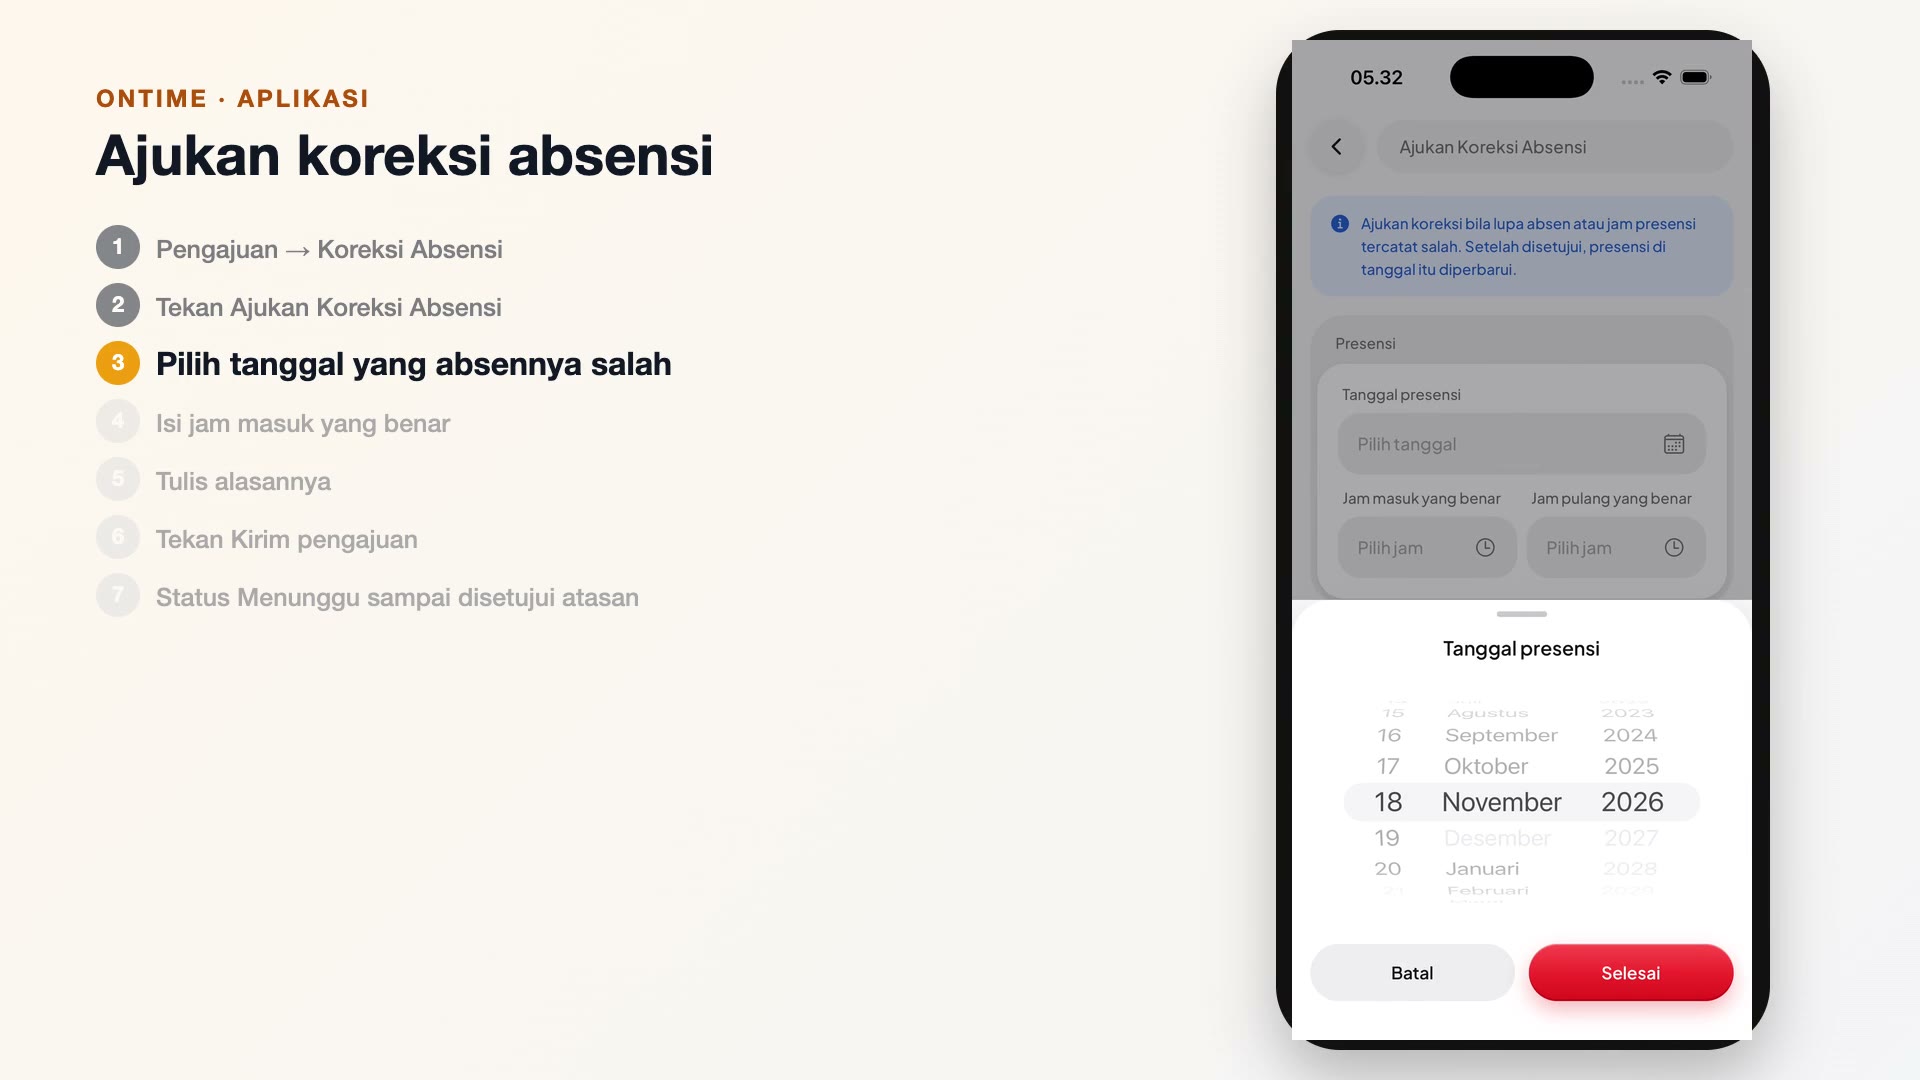 ONTIME · APLIKASI
Ajukan koreksi absensi
1 Pengajuan → Koreksi Absensi
2 Tekan Ajukan Koreksi Absensi
3 Pilih tanggal yang absennya salah
4 Isi jam masuk yang benar
5 Tulis alasannya
6 Tekan Kirim pengajuan
7 Status Menunggu sampai disetujui atasan
05.32
Ajukan Koreksi Absensi
Ajukan koreksi bila lupa absen atau jam presensi
tercatat salah. Setelah disetujui, presensi di
tanggal itu diperbarui.
Presensi
Tanggal presensi
Pilih tanggal
Jam masuk yang benar Jam pulang yang benar
Pilih jam Pilih jam
Tanggal presensi
15 Agustus 2023
16 September 2024
17 Oktober 2025
18 November 2026
19 Desember 2027
20 Januari 2028
21 Februari 2029
Batal Selesai